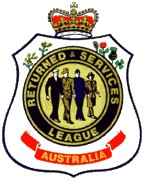 RETURNED & SERVICES
LEAGUE
AUSTRALIA